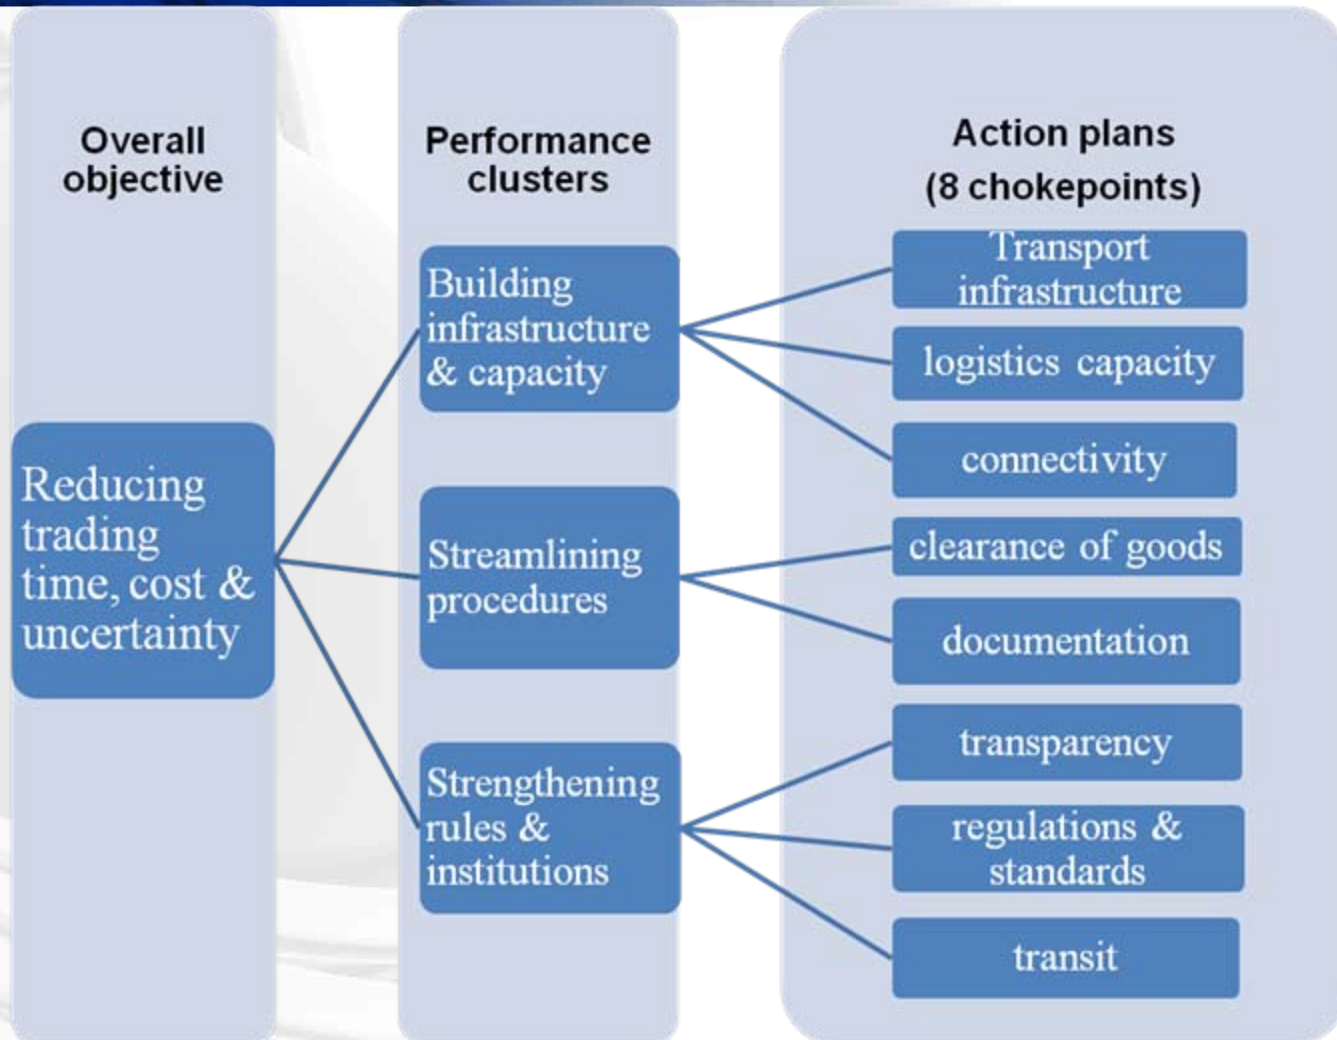 Overall
objective
Reducing
trading
time, cost &
uncertainty
Performance
clusters
Building
infrastructure
& capacity
Streamlining
procedures
Strengthening
rules &
institutions
Action plans
(8 chokepoints)
Transport
infrastructure
logistics capacity
connectivity
clearance of goods
documentation
transparency
regulations &
standards
transit